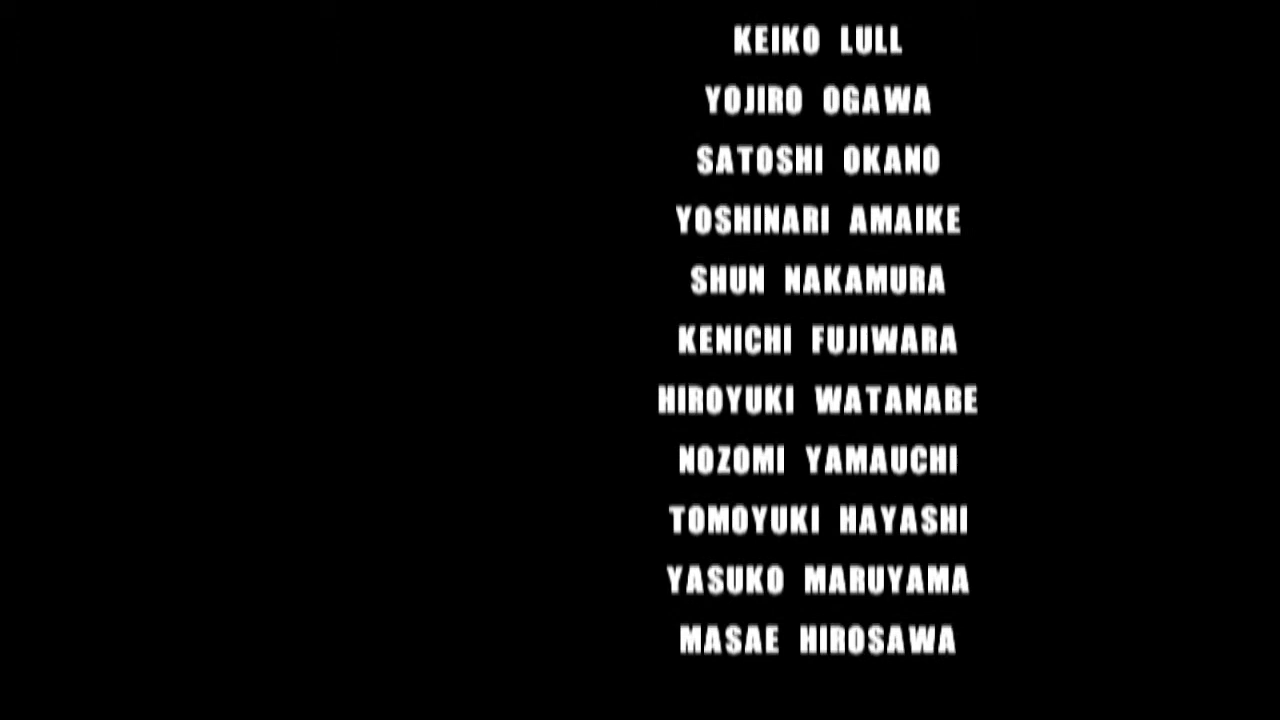 KEIKO LULL
YOJIRO OGAWA
SATOSHI OKANO
YOSHINARI AMAIKE
SHUN NAKAMURA
KENICHI FUJIWARA
HIROYUKI WATANABE
NOZOMI YAMAUCHI
TOMOYUKI HAYASHI
YASUKO MARUYAMA
MASAE HIROSAWA